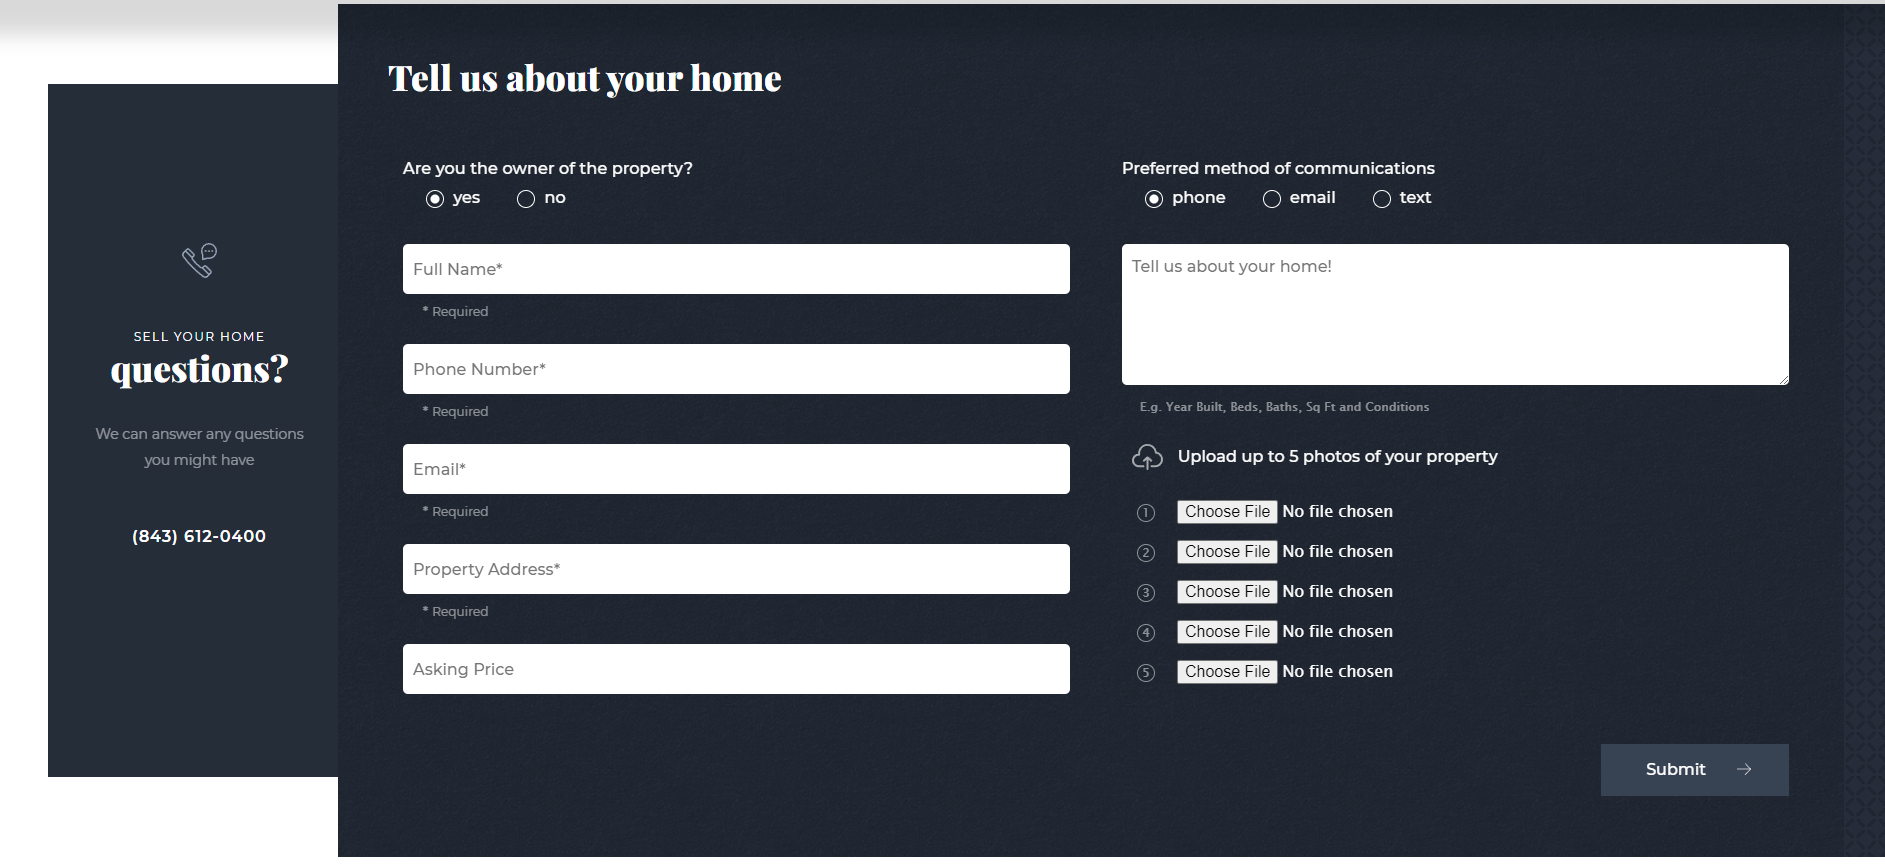 Tell us about your home
SELL YOUR HOME
questions?
We can answer any questions
you might have
(843) 612-0400
Are you the owner of the property?
yes no
Full Name*
* Required
Phone Number*
* Required
Email*
* Required
Property Address*
* Required
Asking Price
Preferred method of communications
phone email text
Tell us about your home!
E.g. Year Built, Beds, Baths, Sq Ft and Conditions
Upload up to 5 photos of your property
1 Choose File No file chosen
2 Choose File No file chosen
3 Choose File No file chosen
4 Choose File No file chosen
5 Choose File No file chosen
Submit